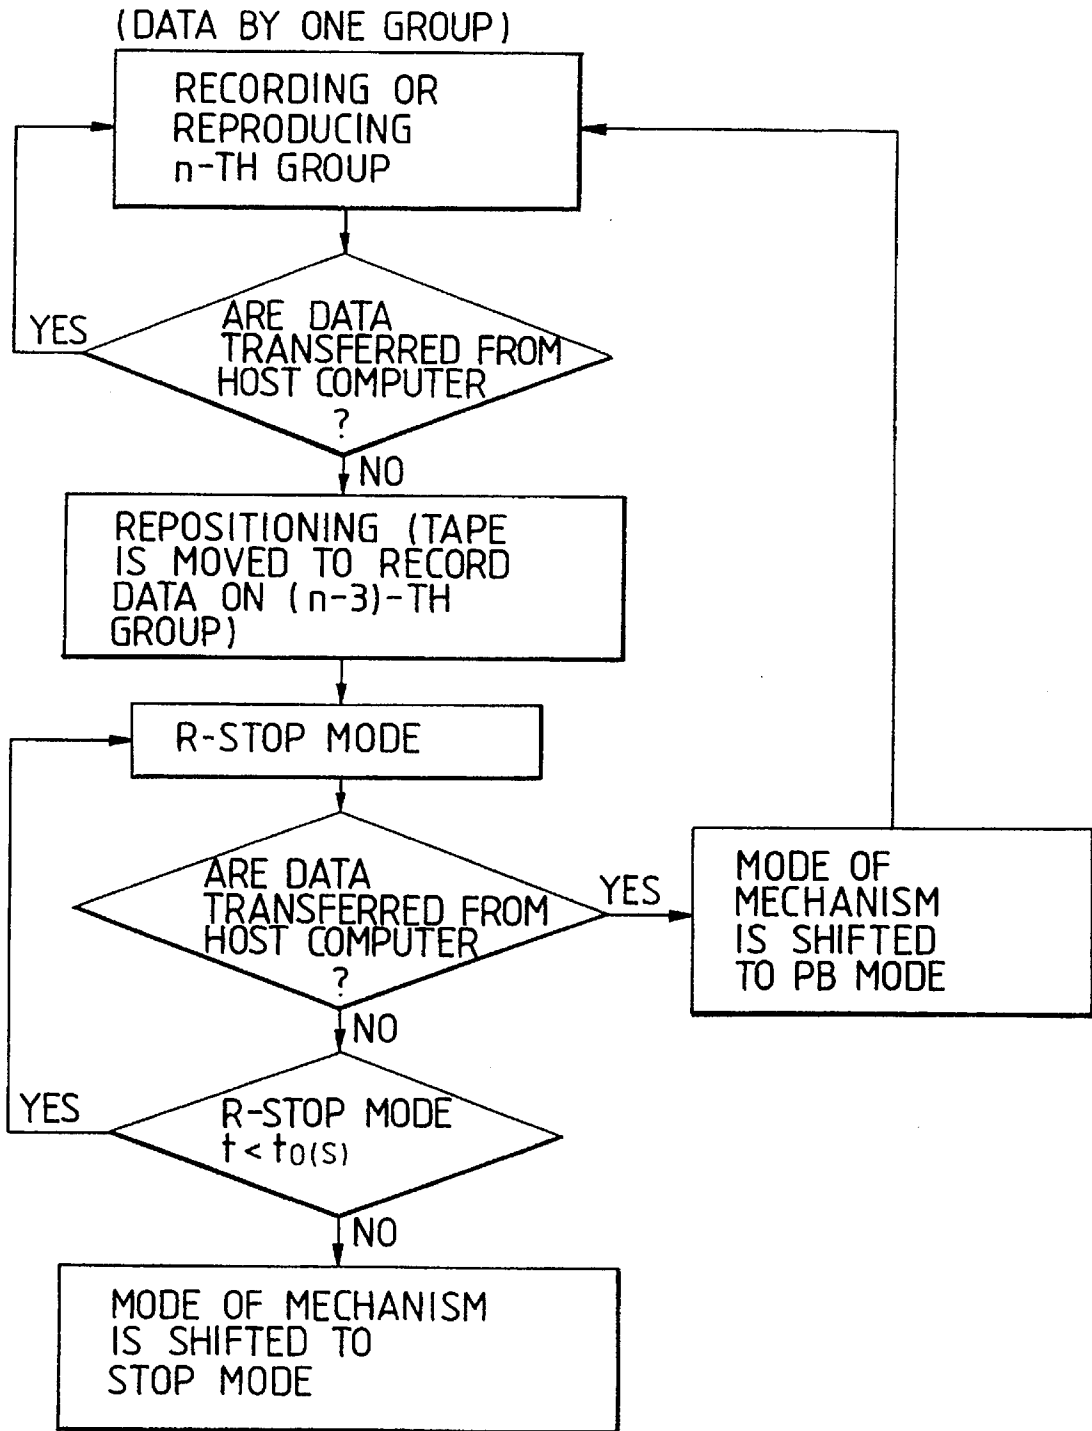 (DATA BY ONE GROUP)
RECORDING OR
REPRODUCING
n-TH GROUP
YES
ARE DATA
TRANSFERRED FROM
HOST COMPUTER
?
NO
REPOSITIONING (TAPE
IS MOVED TO RECORD
DATA ON (n-3)-TH
GROUP)
R-STOP MODE
ARE DATA
TRANSFERRED FROM
HOST COMPUTER
?
YES
MODE OF
MECHANISM
IS SHIFTED
TO PB MODE
NO
YES
R-STOP MODE
t < t0(S)
NO
MODE OF MECHANISM
IS SHIFTED TO
STOP MODE